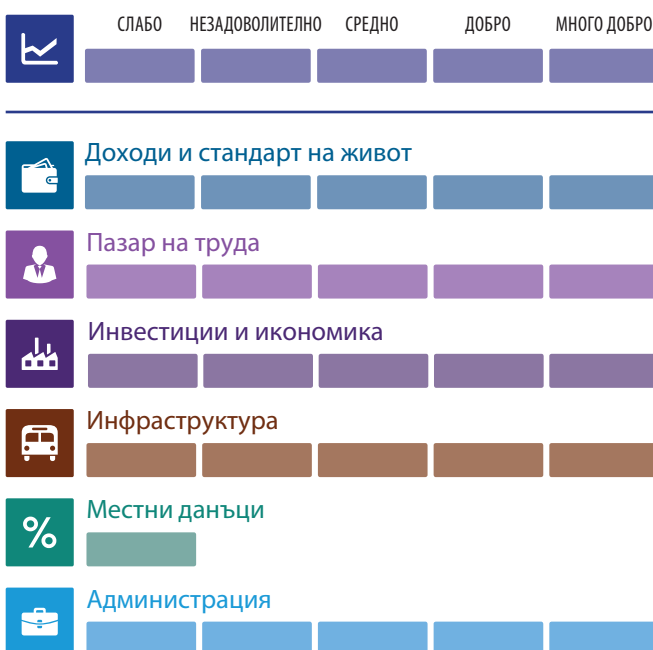 СЛАБО НЕЗАДОВОЛИТЕЛНО СРЕДНО ДОБРО МНОГО ДОБРО
Доходи и стандарт на живот
Пазар на труда
Инвестиции и икономика
Инфраструктура
%
Местни данъци
Администрация